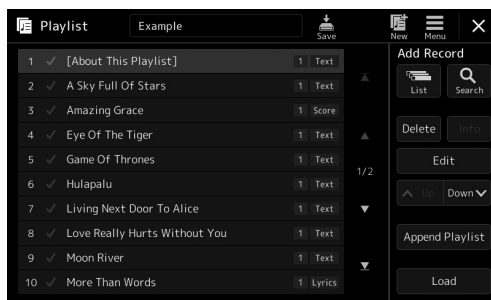 Playlist Example Save New Menu
1 [About This Playlist] 1 Text
2 A Sky Full Of Stars 1 Text
3 Amazing Grace 1 Score
4 Eye Of The Tiger 1 Text
5 Game Of Thrones 1 Text
6 Hulapalu 1 Text
7 Living Next Door To Alice 1 Text
8 Love Really Hurts Without You 1 Text
9 Moon River 1 Text
10 More Than Words 1 Lyrics
1/2
Add Record
List Search
Delete Info
Edit
Up Down
Append Playlist
Load